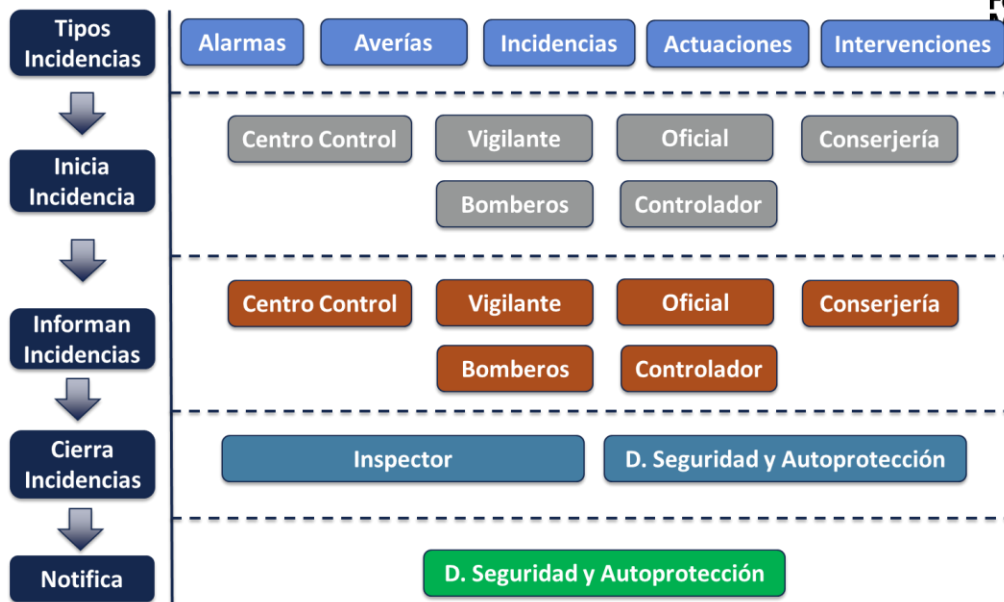 Tipos
Incidencias
Alarmas
Averías
Incidencias
Actuaciones
Intervenciones
Inicia
Incidencia
Centro Control
Vigilante
Oficial
Conserjería
Bomberos
Controlador
Informan
Incidencias
Centro Control
Vigilante
Oficial
Conserjería
Bomberos
Controlador
Cierra
Incidencias
Inspector
D. Seguridad y Autoprotección
Notifica
D. Seguridad y Autoprotección